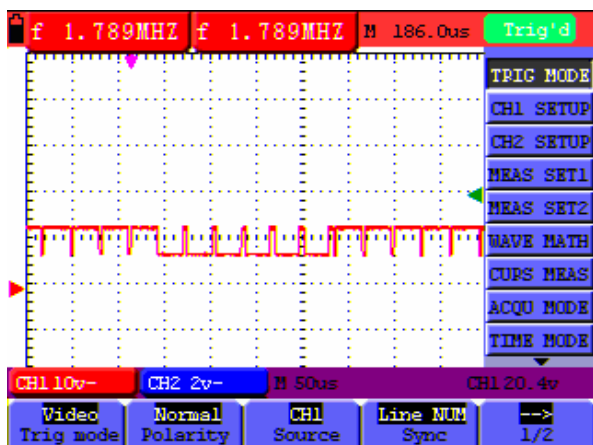 f 1.789MHZ f 1.789MHZ M 186.0us Trig'd
TRIG MODE
CH1 SETUP
CH2 SETUP
MEAS SET1
MEAS SET2
WAVE MATH
CURS MEAS
ACQU MODE
TIME MODE
CH1 10v- CH2 2v- M 50us CH1 20.4v
Video Normal CH1 Line NUM -->
Trig mode Polarity Source Sync 1/2